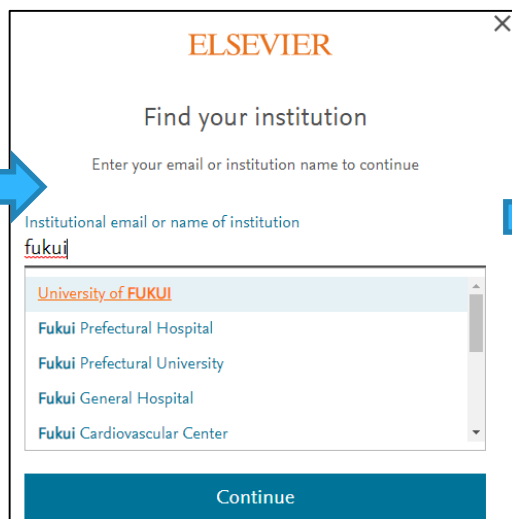 ELSEVIER
Find your institution
Enter your email or institution name to continue
Institutional email or name of institution
fukui
University of FUKUI
Fukui Prefectural Hospital
Fukui Prefectural University
Fukui General Hospital
Fukui Cardiovascular Center
Continue